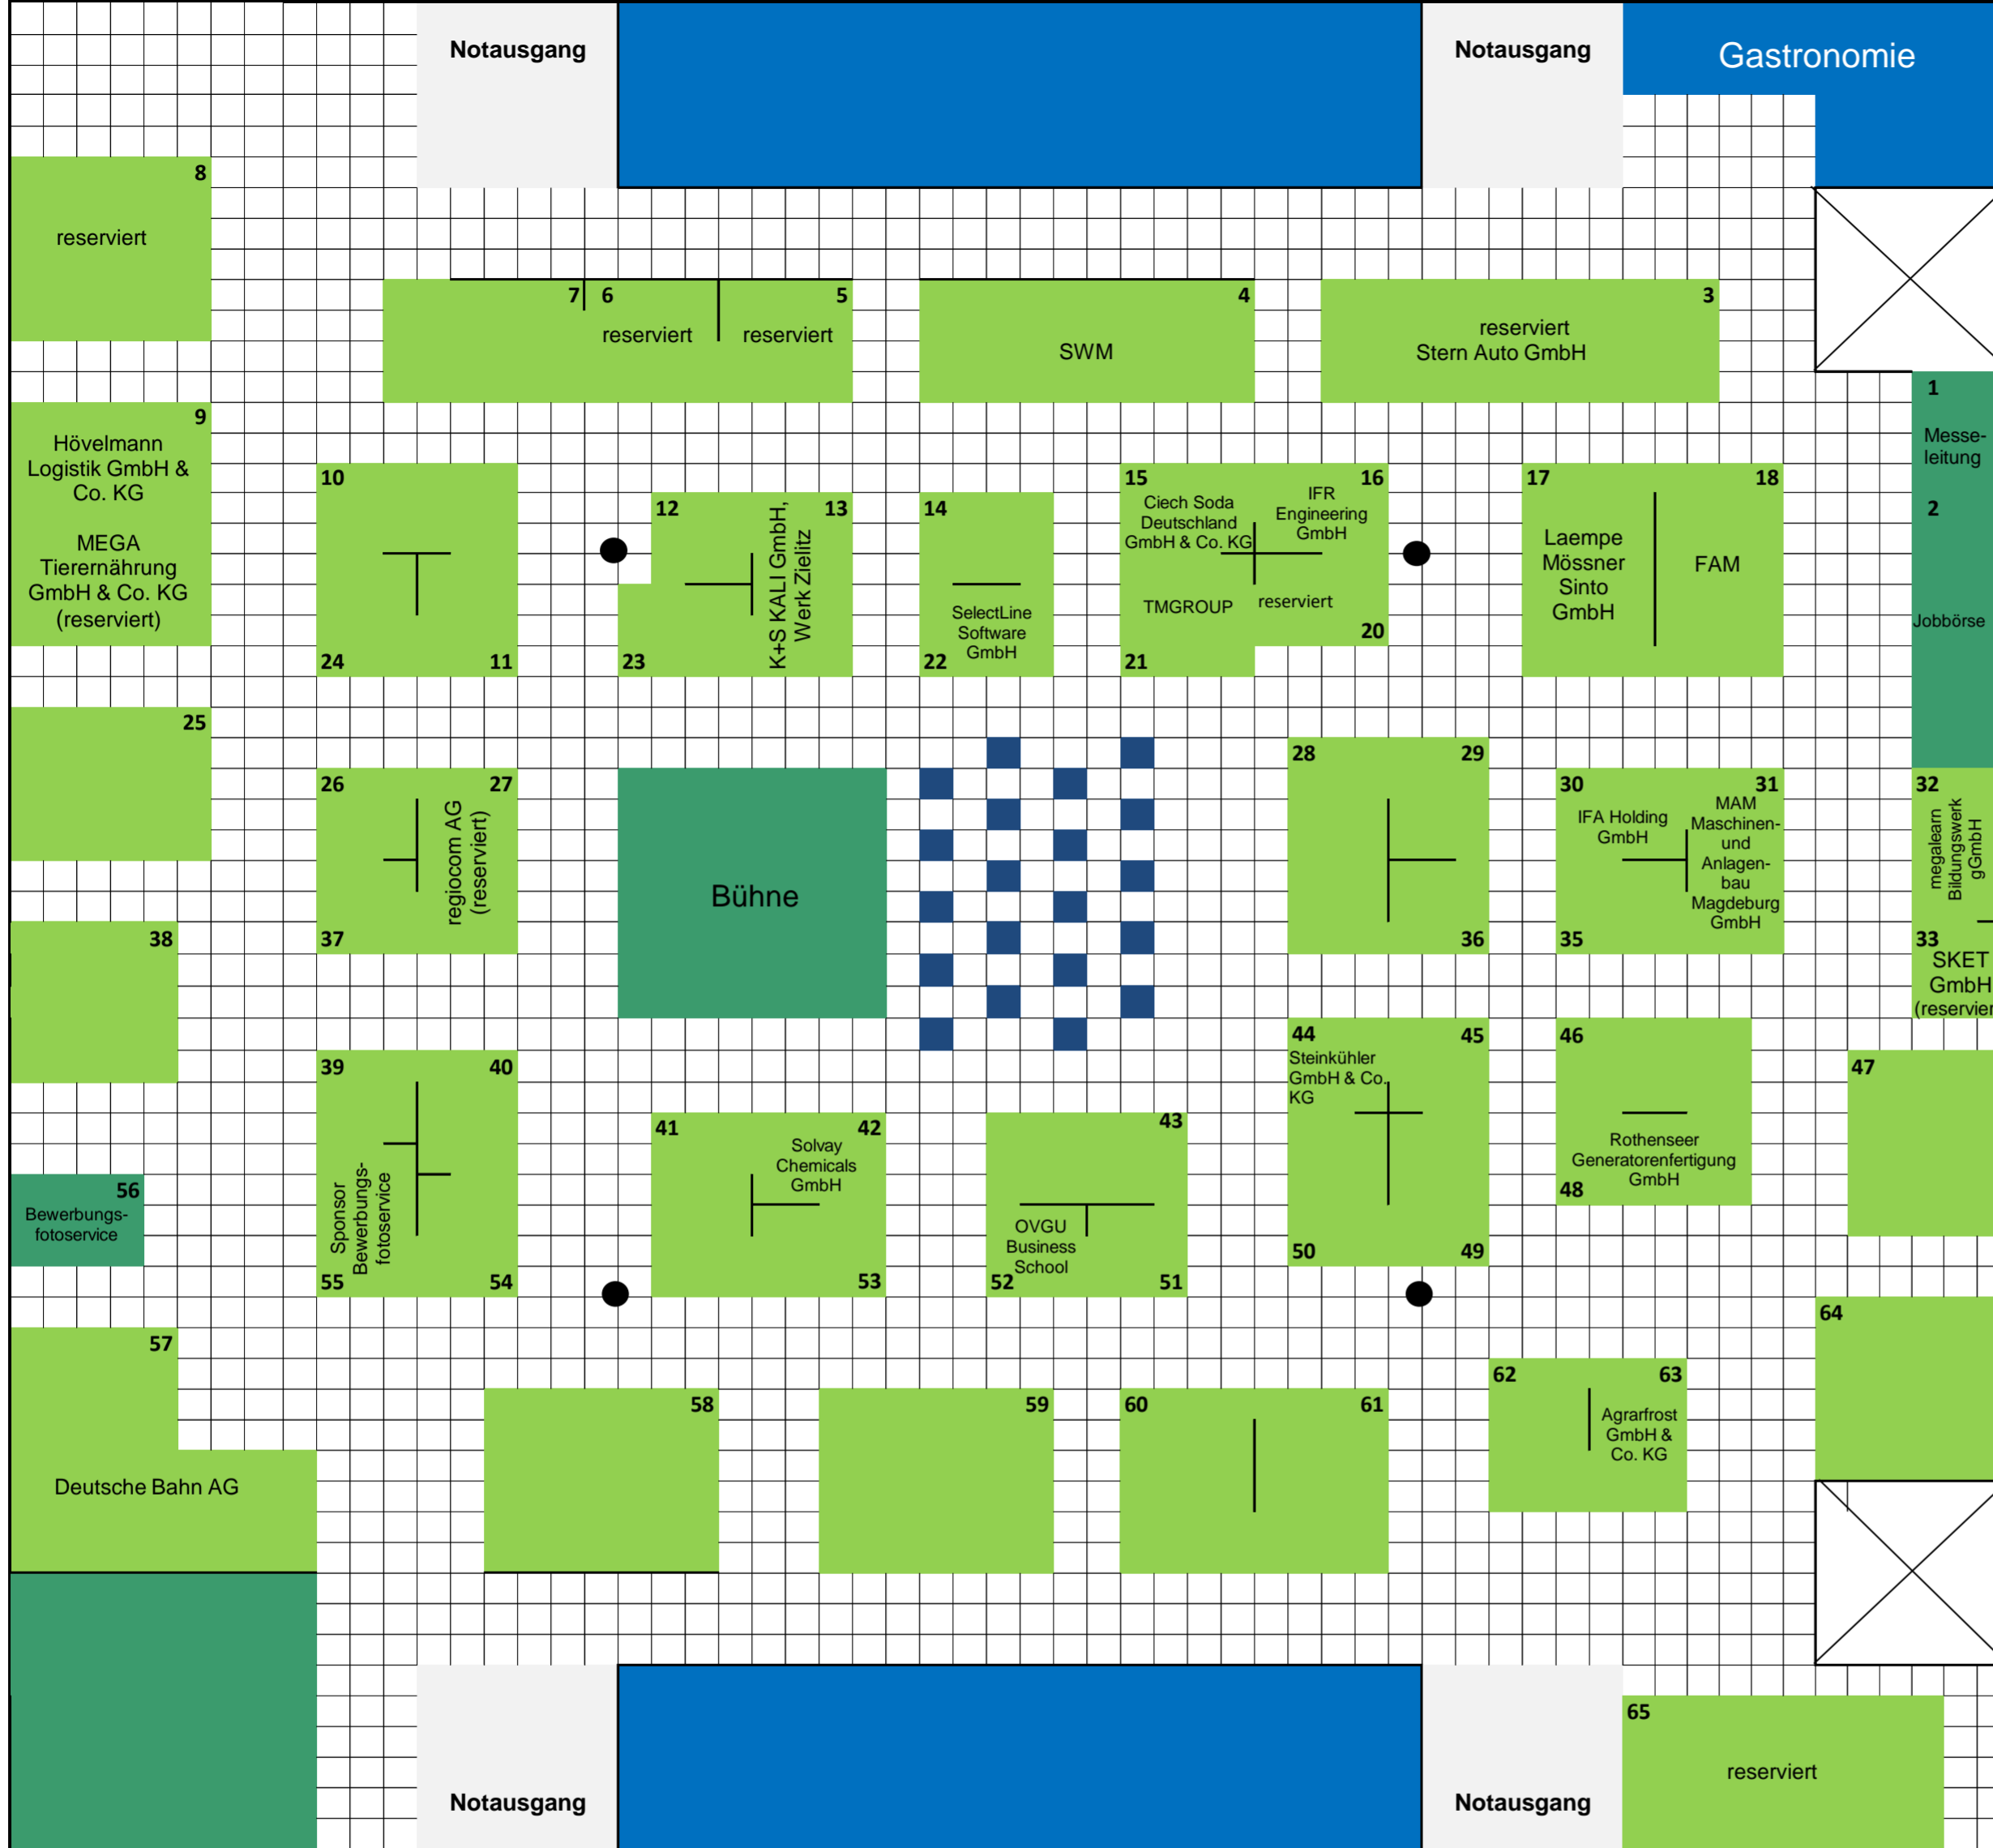 Notausgang
Notausgang
Gastronomie
8
reserviert
7
6
reserviert
5
reserviert
4
SWM
3
reserviert
Stern Auto GmbH
1
Messe-
leitung
2
Jobbörse
9
Hövelmann
Logistik GmbH &
Co. KG
MEGA
Tierernährung
GmbH & Co. KG
(reserviert)
10
24
11
12
13
K+S KALI GmbH,
Werk Zielitz
23
14
SelectLine
Software
GmbH
22
15
Ciech Soda
Deutschland
GmbH & Co. KG
16
IFR
Engineering
GmbH
TMGROUP
21
reserviert
20
17
Laempe
Mössner
Sinto
GmbH
18
FAM
25
26
27
regiocom AG
(reserviert)
37
Bühne
28
29
36
30
IFA Holding
GmbH
31
MAM
Maschinen-
und
Anlagen-
bau
Magdeburg
GmbH
35
32
megalearn
Bildungswerk
gGmbH
33
SKET
GmbH
(reservier
38
39
40
Sponsor
Bewerbungs-
fotoservice
55
54
41
42
Solvay
Chemicals
GmbH
53
43
OVGU
Business
School
52
51
44
Steinkühler
GmbH & Co.
KG
45
50
49
46
Rothenseer
Generatorenfertigung
GmbH
48
47
56
Bewerbungs-
fotoservice
57
Deutsche Bahn AG
58
59
60
61
62
63
Agrarfrost
GmbH &
Co. KG
64
65
reserviert
Notausgang
Notausgang